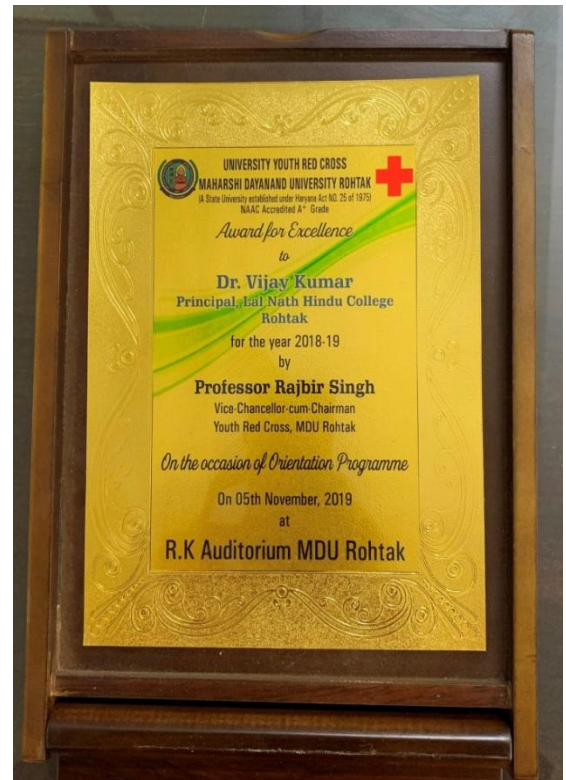 UNIVERSITY YOUTH RED CROSS
MAHARSHI DAYANAND UNIVERSITY ROHTAK
(A State University established under Haryana Act NO. 25 of 1975)
NAAC Accredited A+ Grade
Award for Excellence
to
Dr. Vijay Kumar
Principal, Lal Nath Hindu College
Rohtak
for the year 2018-19
by
Professor Rajbir Singh
Vice-Chancellor-cum-Chairman
Youth Red Cross, MDU Rohtak
On the occasion of Orientation Programme
On 05th November, 2019
at
R.K Auditorium MDU Rohtak